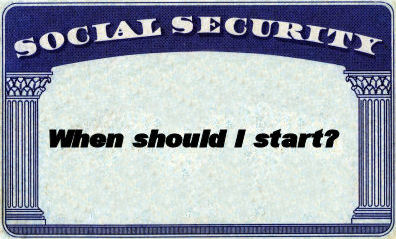 SOCIAL SECURITY
When should I start?